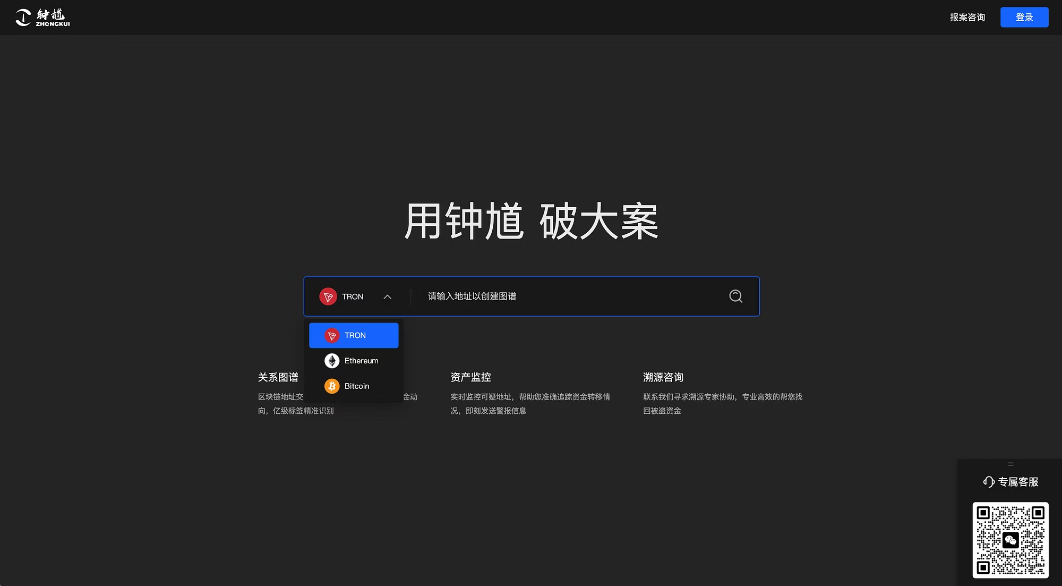 钟馗
ZHONGKUI
报案咨询
登录
用钟馗 破大案
TRON
请输入地址以创建图谱
TRON
Ethereum
Bitcoin
关系图谱
区块链地址交
金动
向，亿级标签精准识别
资产监控
实时监控可疑地址，帮助您准确追踪资金转移情
况，即刻发送警报信息
溯源咨询
联系我们寻求溯源专家协助，专业高效的帮您找
回被盗资金
专属客服